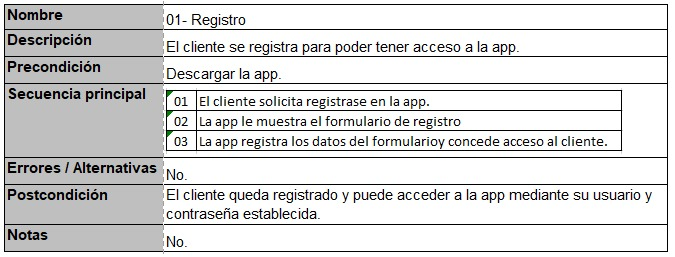 Nombre 01- Registro
Descripción El cliente se registra para poder tener acceso a la app.
Precondición Descargar la app.
Secuencia principal
01 El cliente solicita registrase en la app.
02 La app le muestra el formulario de registro
03 La app registra los datos del formularioy concede acceso al cliente.
Errores / Alternativas No.
Postcondición El cliente queda registrado y puede acceder a la app mediante su usuario y
contraseña establecida.
Notas No.